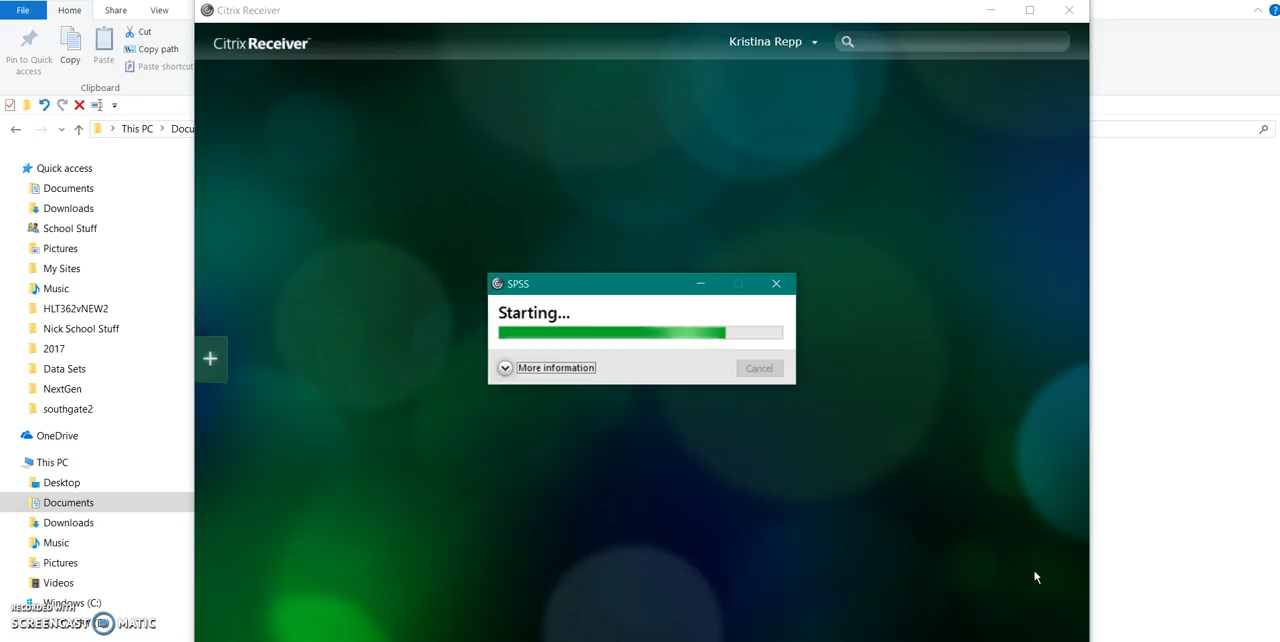 File
Home
Share
View
Pin to Quick access
Copy
Paste
Cut
Copy path
Paste shortcut
Clipboard
This PC
Docu
Quick access
Documents
Downloads
School Stuff
Pictures
My Sites
Music
HLT362vNEW2
Nick School Stuff
2017
Data Sets
NextGen
southgate2
OneDrive
This PC
Desktop
Documents
Downloads
Music
Pictures
Videos
Windows (C:)
RECORDED WITH
SCREENCAST MATIC
Citrix Receiver
Citrix Receiver™
Kristina Repp
SPSS
Starting...
More information
Cancel